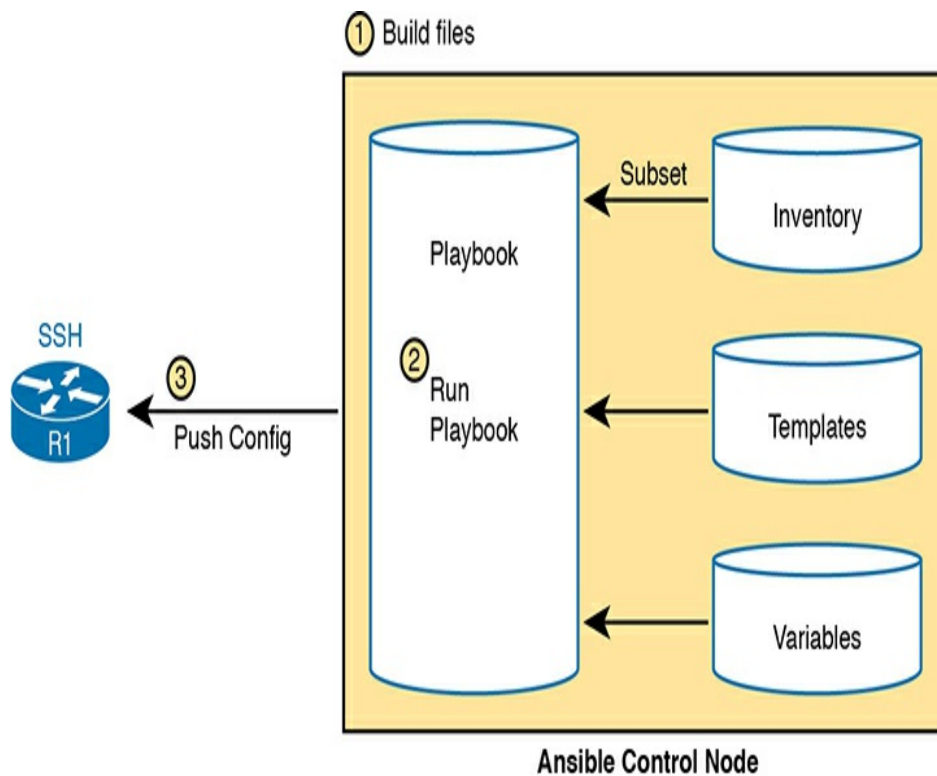 1 Build files
Subset
Inventory
Playbook
SSH
3
2
Run
Playbook
Templates
R1
Push Config
Variables
Ansible Control Node